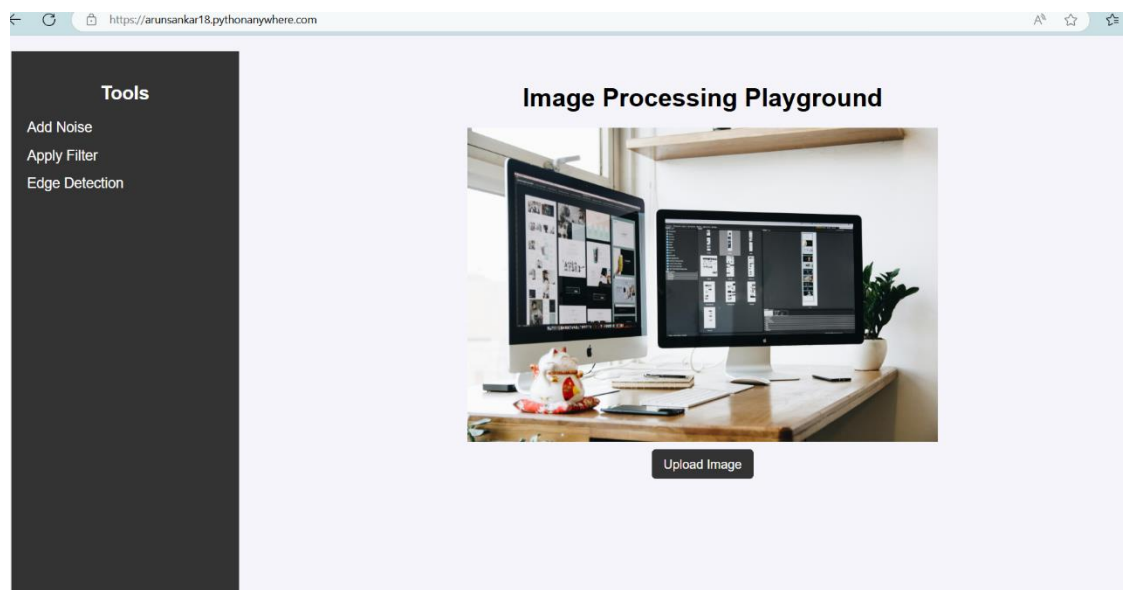 https://arunsankar18.pythonanywhere.com
Tools
Add Noise
Apply Filter
Edge Detection
Image Processing Playground
Upload Image